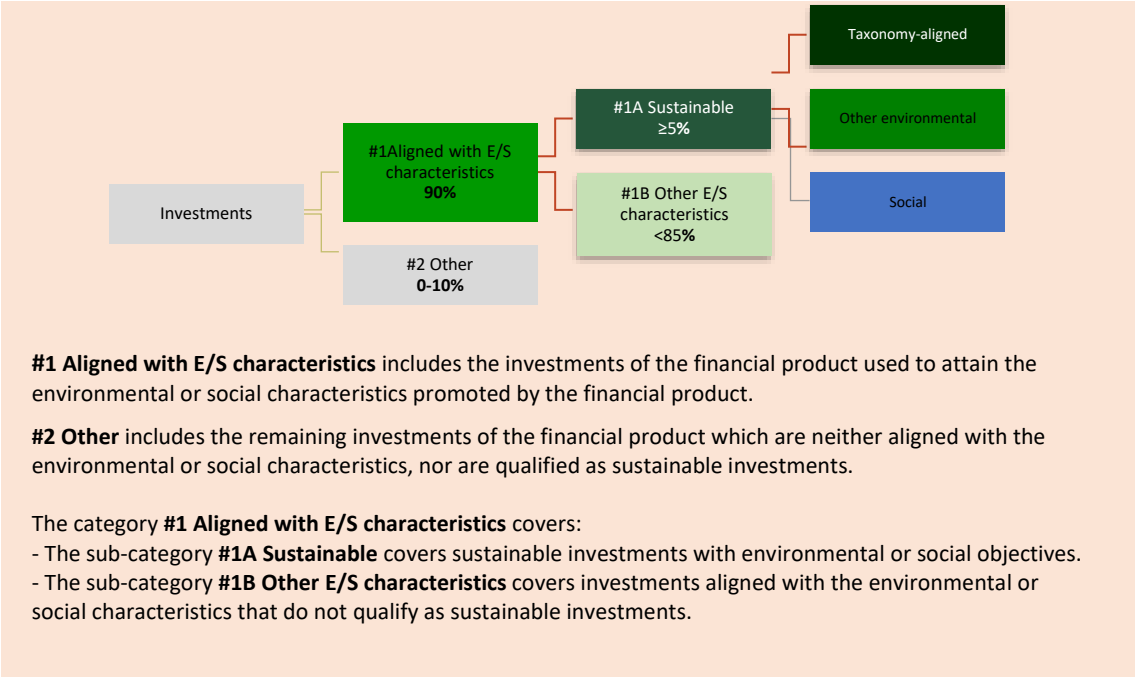 Taxonomy-aligned
#1A Sustainable
≥5%
Other environmental
#1Aligned with E/S
characteristics
90%
#1B Other E/S
characteristics
<85%
Investments
Social
#2 Other
0-10%
#1 Aligned with E/S characteristics includes the investments of the financial product used to attain the
environmental or social characteristics promoted by the financial product.
#2 Other includes the remaining investments of the financial product which are neither aligned with the
environmental or social characteristics, nor are qualified as sustainable investments.
The category #1 Aligned with E/S characteristics covers:
- The sub-category #1A Sustainable covers sustainable investments with environmental or social objectives.
- The sub-category #1B Other E/S characteristics covers investments aligned with the environmental or
social characteristics that do not qualify as sustainable investments.